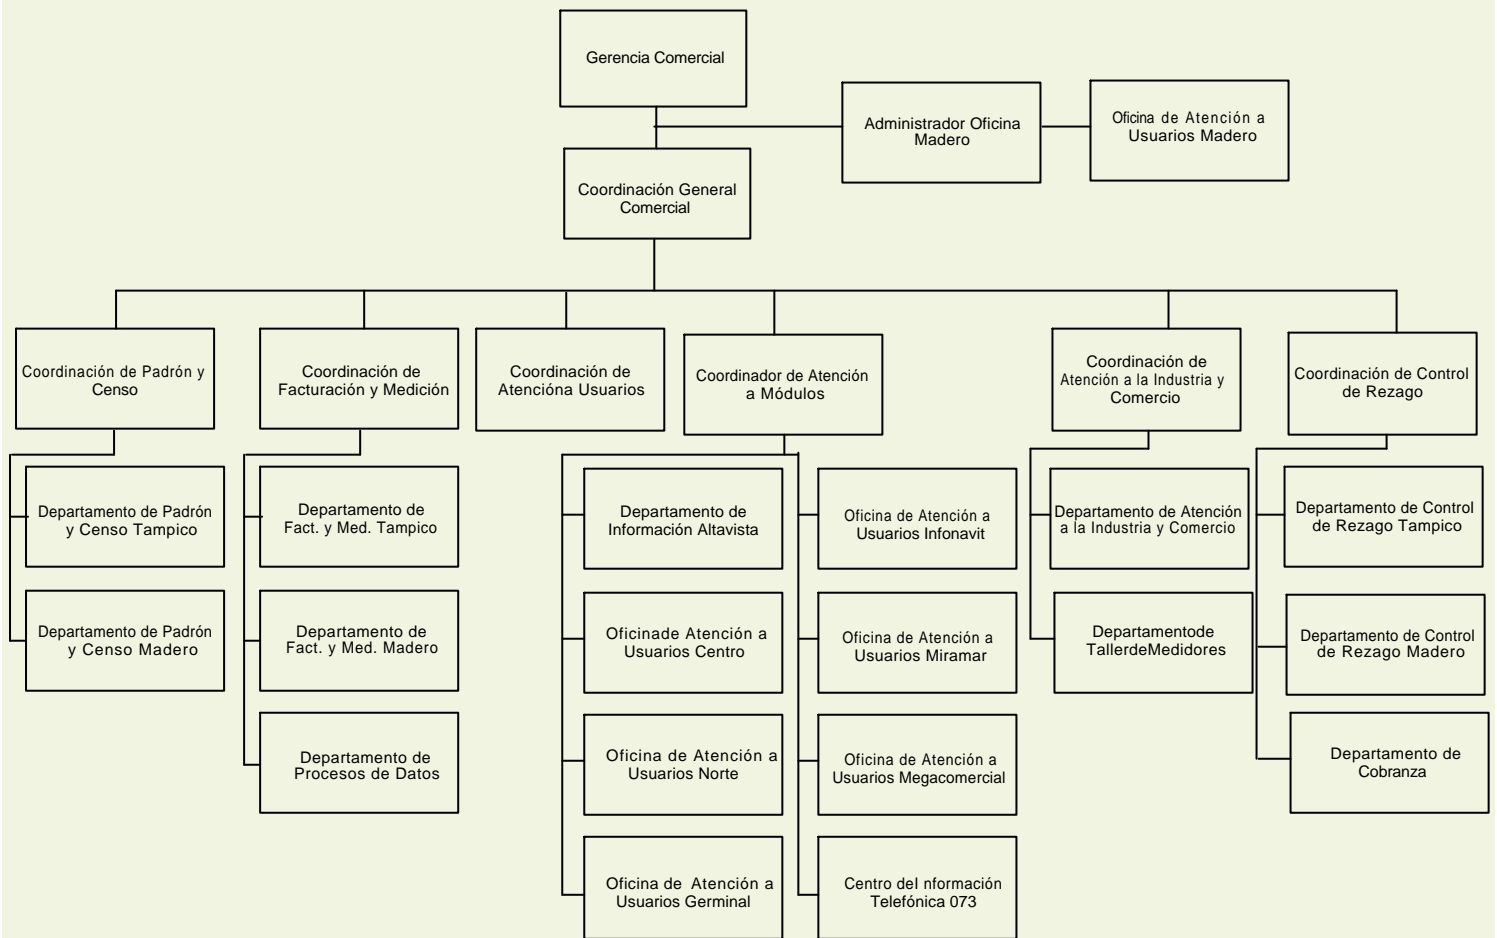 Gerencia Comercial
Administrador Oficina
Madero
Oficina de Atención a
Usuarios Madero
Coordinación General
Comercial
Coordinación de Padrón y
Censo
Coordinación de
Facturación y Medición
Coordinación de
Atencióna Usuarios
Coordinador de Atención
a Módulos
Coordinación de
Atención a la Industria y
Comercio
Coordinación de Control
de Rezago
Departamento de Padrón
y Censo Tampico
Departamento de
Fact. y Med. Tampico
Departamento de
Información Altavista
Oficina de Atención a
Usuarios Infonavit
Departamento de Atención
a la Industria y Comercio
Departamento de Control
de Rezago Tampico
Departamento de Padrón
y Censo Madero
Departamento de
Fact. y Med. Madero
Oficinade Atención a
Usuarios Centro
Oficina de Atención a
Usuarios Miramar
Departamentode
TallerdeMedidores
Departamento de Control
de Rezago Madero
Departamento de
Procesos de Datos
Oficina de Atención a
Usuarios Norte
Oficina de Atención a
Usuarios Megacomercial
Departamento de
Cobranza
Oficina de Atención a
Usuarios Germinal
Centro deI nformación
Telefónica 073